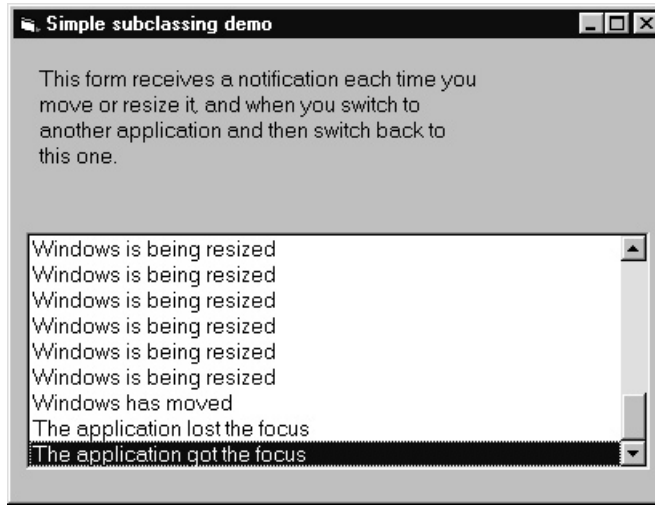 Simple subclassing demo
This form receives a notification each time you
move or resize it, and when you switch to
another application and then switch back to
this one.
Windows is being resized
Windows is being resized
Windows is being resized
Windows is being resized
Windows is being resized
Windows is being resized
Windows has moved
The application lost the focus
The application got the focus